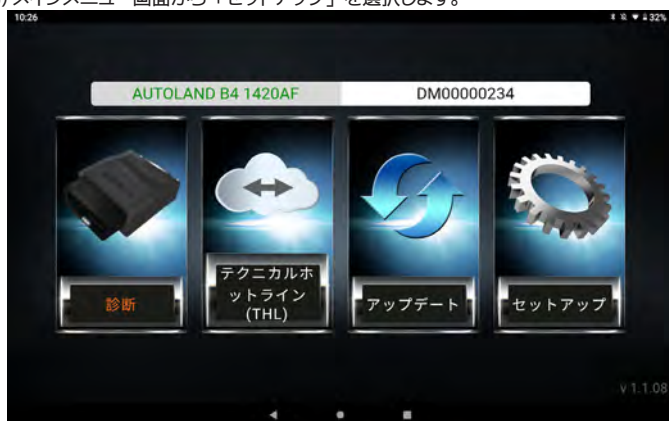 メインメニュー画面から「セットアップ」を選択します。
10:26
32%
AUTOLAND B4 1420AF
DM00000234
診断
テクニカルホ
ットライン
(THL)
アップデート
セットアップ
v 1.1.08